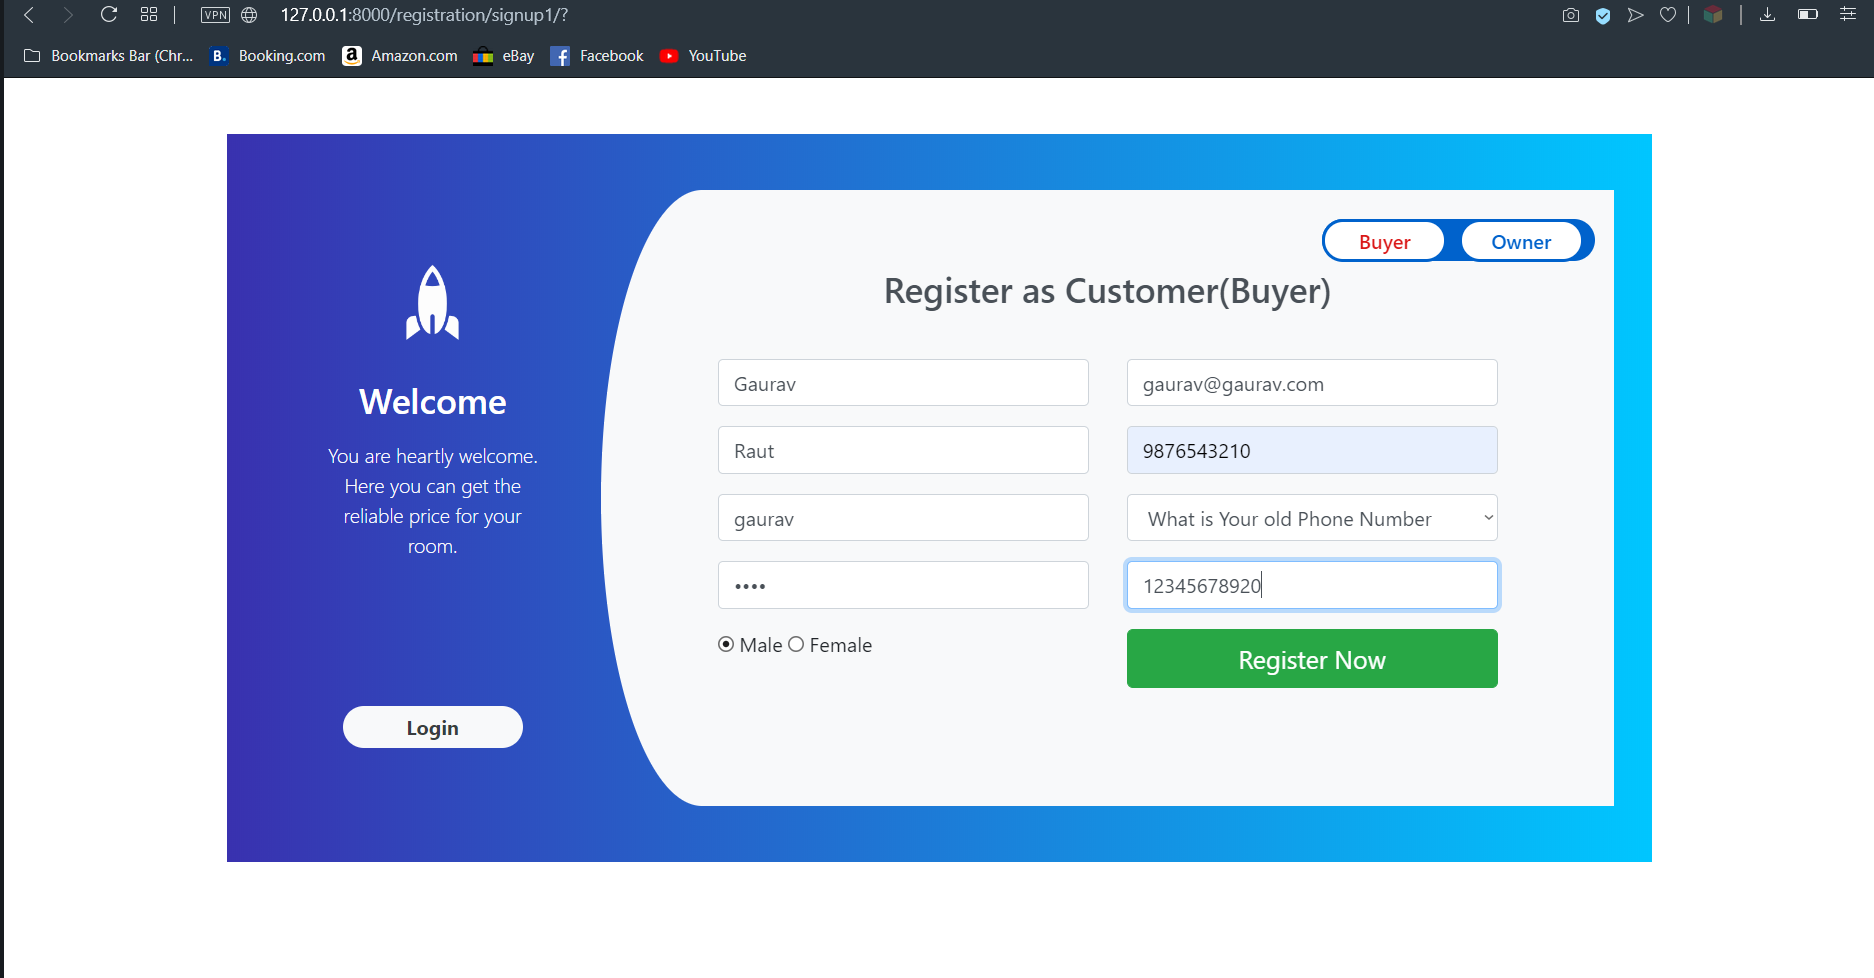 VPN 127.0.0.1:8000/registration/signup1/?
Bookmarks Bar (Chr... B. Booking.com a Amazon.com eBay f Facebook YouTube
Buyer Owner
Register as Customer(Buyer)
Welcome
You are heartly welcome.
Here you can get the
reliable price for your
room.
Login
Gaurav gaurav@gaurav.com
Raut 9876543210
gaurav What is Your old Phone Number
•••• 12345678920
Male Female
Register Now